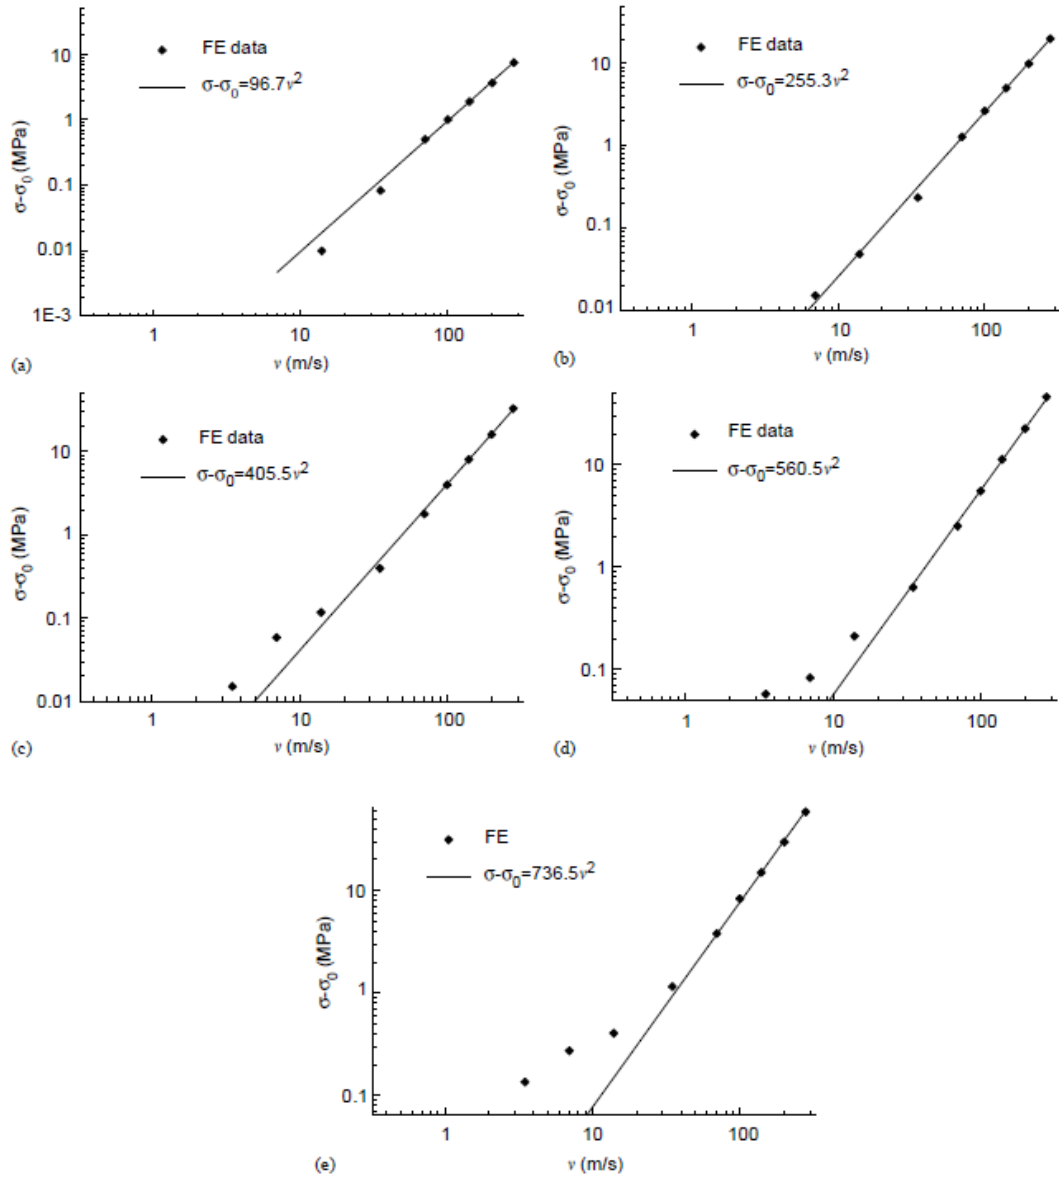 FE data
σ-σ₀=96.7v²
10
1
0.1
0.01
1E-3
σ-σ₀ (MPa)
1 10 100
v (m/s)
(a)
FE data
σ-σ₀=255.3v²
10
1
0.1
0.01
σ-σ₀ (MPa)
1 10 100
v (m/s)
(b)
FE data
σ-σ₀=405.5v²
10
1
0.1
0.01
σ-σ₀ (MPa)
1 10 100
v (m/s)
(c)
FE data
σ-σ₀=560.5v²
10
1
0.1
σ-σ₀ (MPa)
1 10 100
v (m/s)
(d)
FE
σ-σ₀=736.5v²
10
1
0.1
σ-σ₀ (MPa)
1 10 100
v (m/s)
(e)